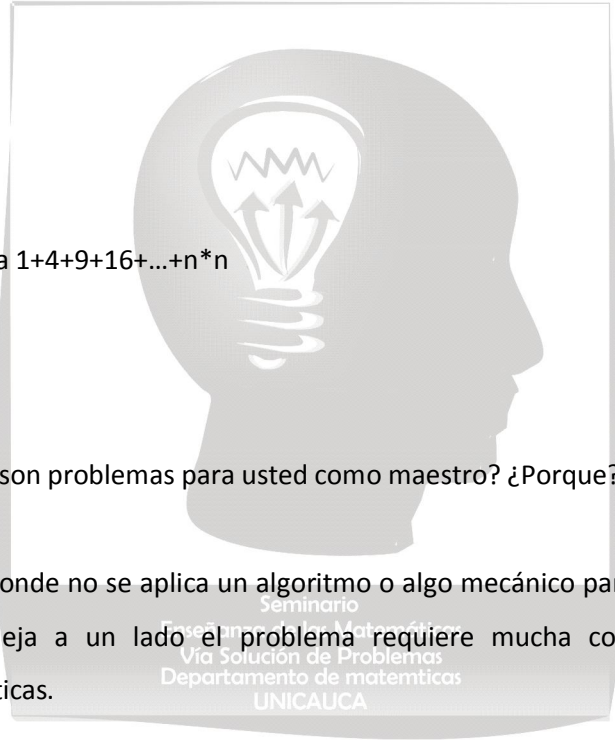 a 1+4+9+16+…+n*n
son problemas para usted como maestro? ¿Porque?
onde no se aplica un algoritmo o algo mecánico par
Seminario
Enseñanza de las Matemáticas
eja a un lado el problema requiere mucha co
Vía Solución de Problemas
Departamento de matemticas
ticas.
UNICAUCA